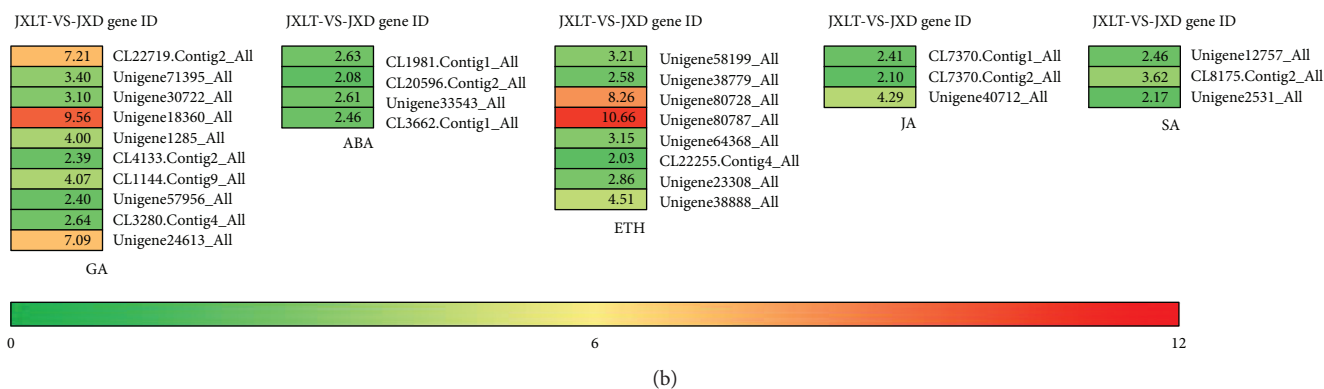 JXLT-VS-JXD gene ID
7.21 CL22719.Contig2_All
3.40 Unigene71395_All
3.10 Unigene30722_All
9.56 Unigene18360_All
4.00 Unigene1285_All
2.39 CL4133.Contig2_All
4.07 CL1144.Contig9_All
2.40 Unigene57956_All
2.64 CL3280.Contig4_All
7.09 Unigene24613_All
GA
JXLT-VS-JXD gene ID
2.63 CL1981.Contig1_All
2.08 CL20596.Contig2_All
2.61 Unigene33543_All
2.46 CL3662.Contig1_All
ABA
JXLT-VS-JXD gene ID
3.21 Unigene58199_All
2.58 Unigene38779_All
8.26 Unigene80728_All
10.66 Unigene80787_All
3.15 Unigene64368_All
2.03 CL22255.Contig4_All
2.86 Unigene23308_All
4.51 Unigene38888_All
ETH
JXLT-VS-JXD gene ID
2.41 CL7370.Contig1_All
2.10 CL7370.Contig2_All
4.29 Unigene40712_All
JA
JXLT-VS-JXD gene ID
2.46 Unigene12757_All
3.62 CL8175.Contig2_All
2.17 Unigene2531_All
SA
0 6 12
(b)